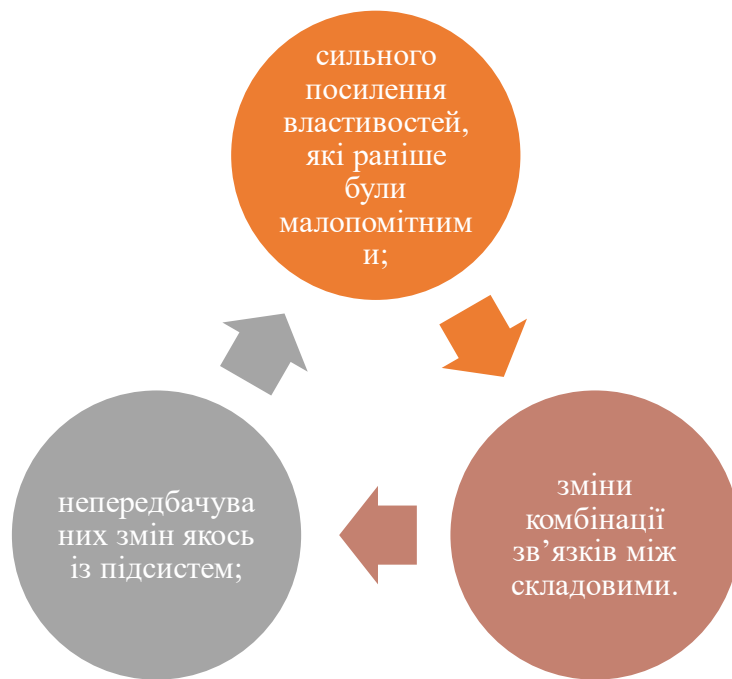 сильного
посилення
властивостей,
які раніше
були
малопомітним
и;
зміни
комбінації
зв’язків між
складовими.
непередбачува
них змін якось
із підсистем;